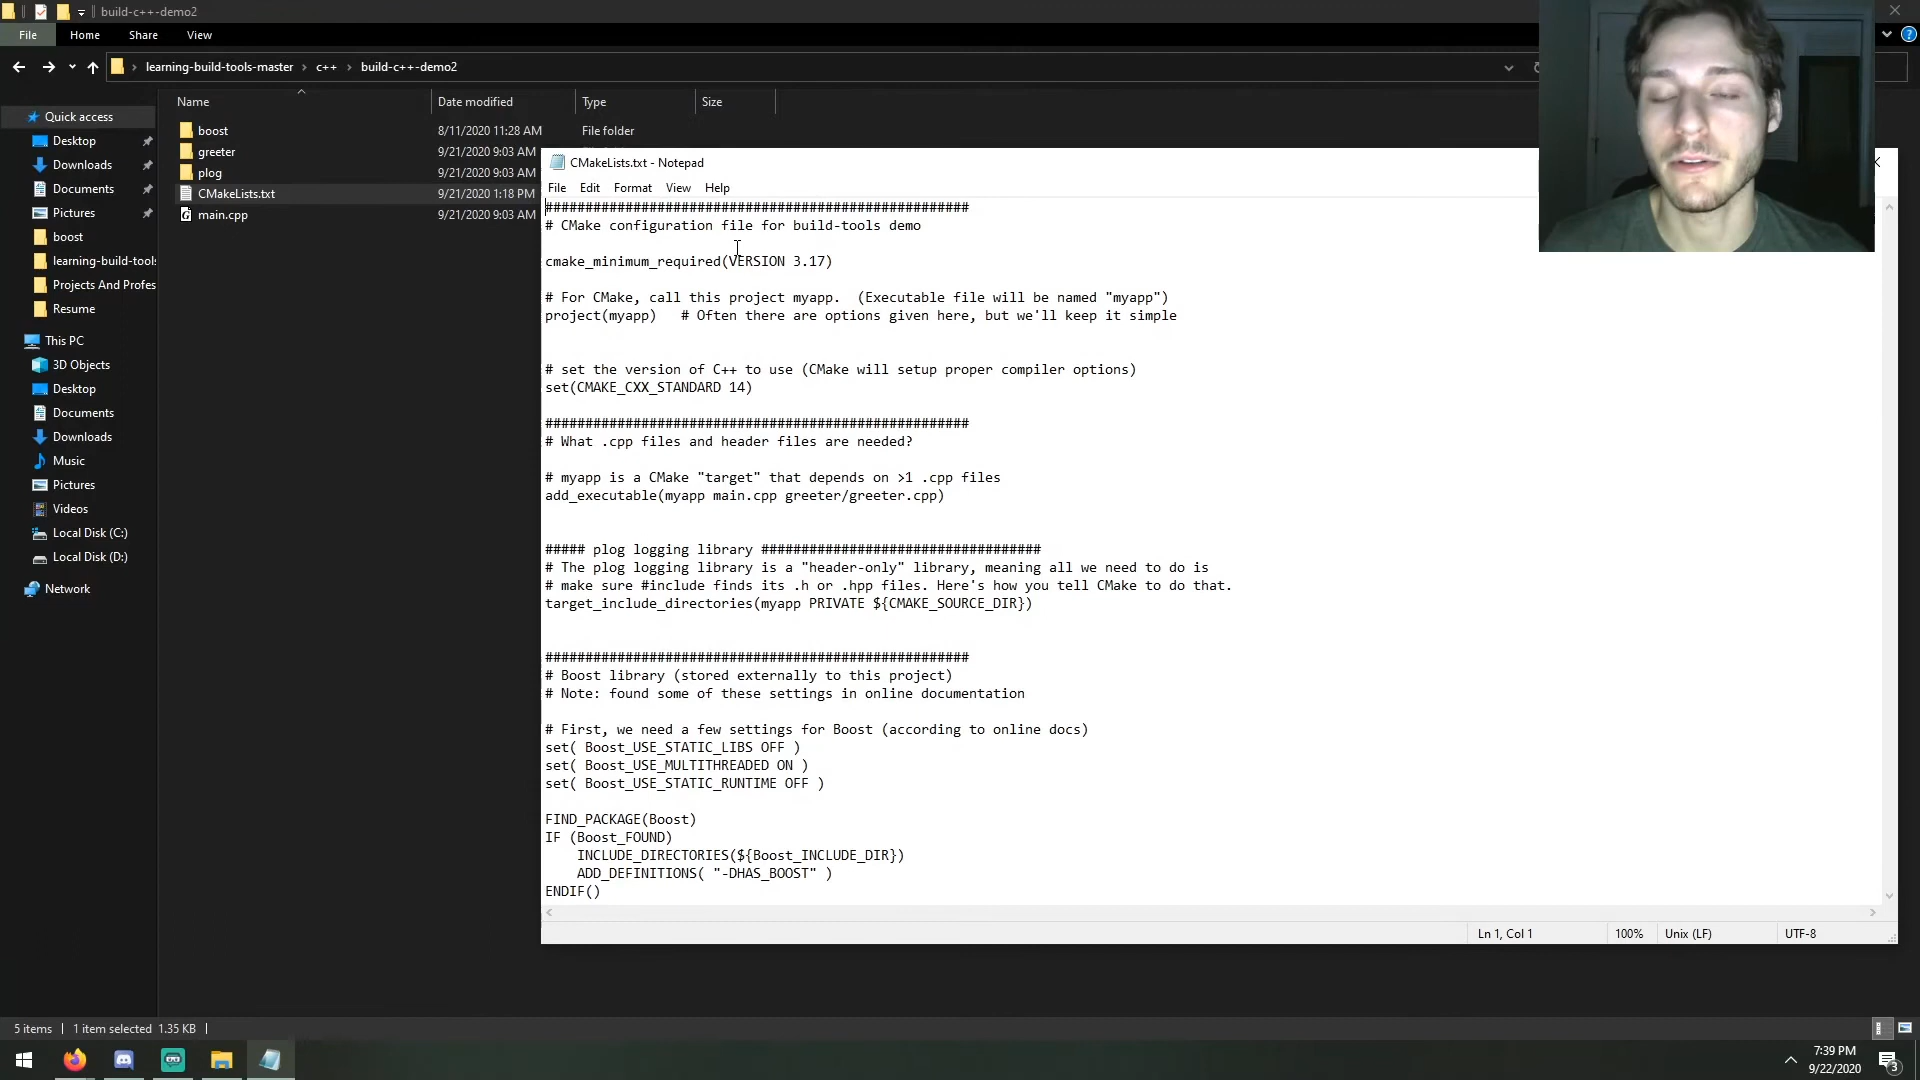 build-c++-demo2
File Home Share View
learning-build-tools-master > c++ > build-c++-demo2
Name Date modified Type Size
Quick access
Desktop
Downloads
Documents
Pictures
boost
learning-build-tools
Projects And Profes
Resume
This PC
3D Objects
Desktop
Documents
Downloads
Music
Pictures
Videos
Local Disk (C:)
Local Disk (D:)
Network
boost 8/11/2020 11:28 AM File folder
greeter 9/21/2020 9:03 AM
plog 9/21/2020 9:03 AM
CMakeLists.txt 9/21/2020 1:18 PM
main.cpp 9/21/2020 9:03 AM
CMakeLists.txt - Notepad
File Edit Format View Help
#####################################################
# CMake configuration file for build-tools demo
cmake_minimum_required(VERSION 3.17)
# For CMake, call this project myapp.  (Executable file will be named "myapp")
project(myapp)   # Often there are options given here, but we'll keep it simple
# set the version of C++ to use (CMake will setup proper compiler options)
set(CMAKE_CXX_STANDARD 14)
#####################################################
# What .cpp files and header files are needed?
# myapp is a CMake "target" that depends on >1 .cpp files
add_executable(myapp main.cpp greeter/greeter.cpp)
##### plog logging library ###################################
# The plog logging library is a "header-only" library, meaning all we need to do is
# make sure #include finds its .h or .hpp files. Here's how you tell CMake to do that.
target_include_directories(myapp PRIVATE ${CMAKE_SOURCE_DIR})
#####################################################
# Boost library (stored externally to this project)
# Note: found some of these settings in online documentation
# First, we need a few settings for Boost (according to online docs)
set( Boost_USE_STATIC_LIBS OFF )
set( Boost_USE_MULTITHREADED ON )
set( Boost_USE_STATIC_RUNTIME OFF )
FIND_PACKAGE(Boost)
IF (Boost_FOUND)
    INCLUDE_DIRECTORIES(${Boost_INCLUDE_DIR})
    ADD_DEFINITIONS( "-DHAS_BOOST" )
ENDIF()
Ln 1, Col 1 100% Unix (LF) UTF-8
5 items 1 item selected 1.35 KB
7:39 PM
9/22/2020
3